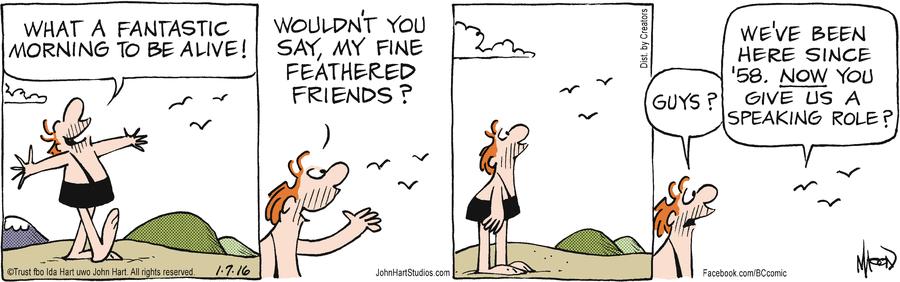 WHAT A FANTASTIC
MORNING TO BE ALIVE!
©Trust fbo Ida Hart uwo John Hart. All rights reserved.
1·7·16
WOULDN'T YOU
SAY, MY FINE
FEATHERED
FRIENDS?
JohnHartStudios.com
Dist. by Creators
GUYS?
WE'VE BEEN
HERE SINCE
'58. NOW YOU
GIVE US A
SPEAKING ROLE?
Facebook.com/BCcomic